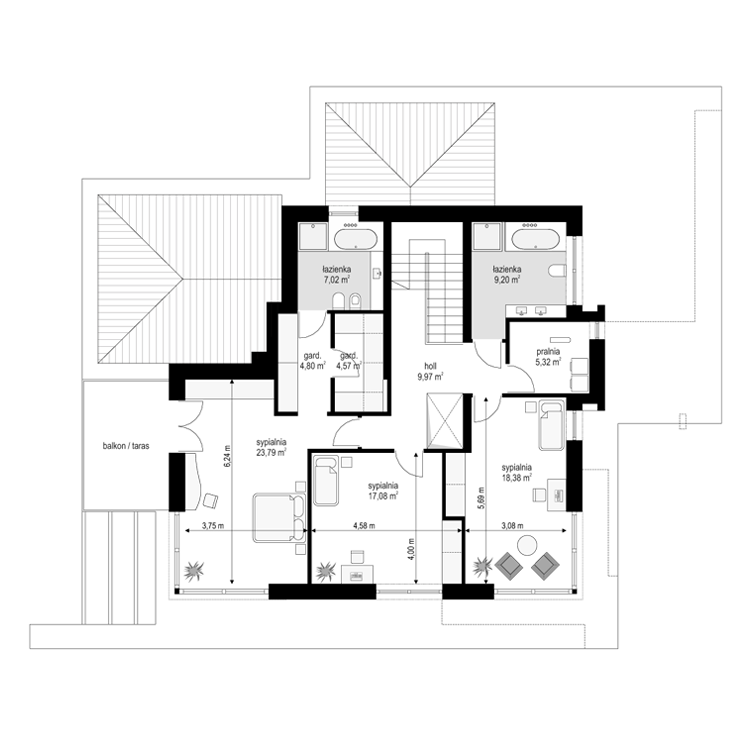 łazienka
7,02 m²
łazienka
9,20 m²
gard.
4,80 m²
gard.
4,57 m²
holl
9,97 m²
pralnia
5,32 m²
balkon / taras
sypialnia
23,79 m²
6,24 m
sypialnia
17,08 m²
sypialnia
18,38 m²
5,69 m
3,75 m
4,58 m
3,08 m
4,00 m